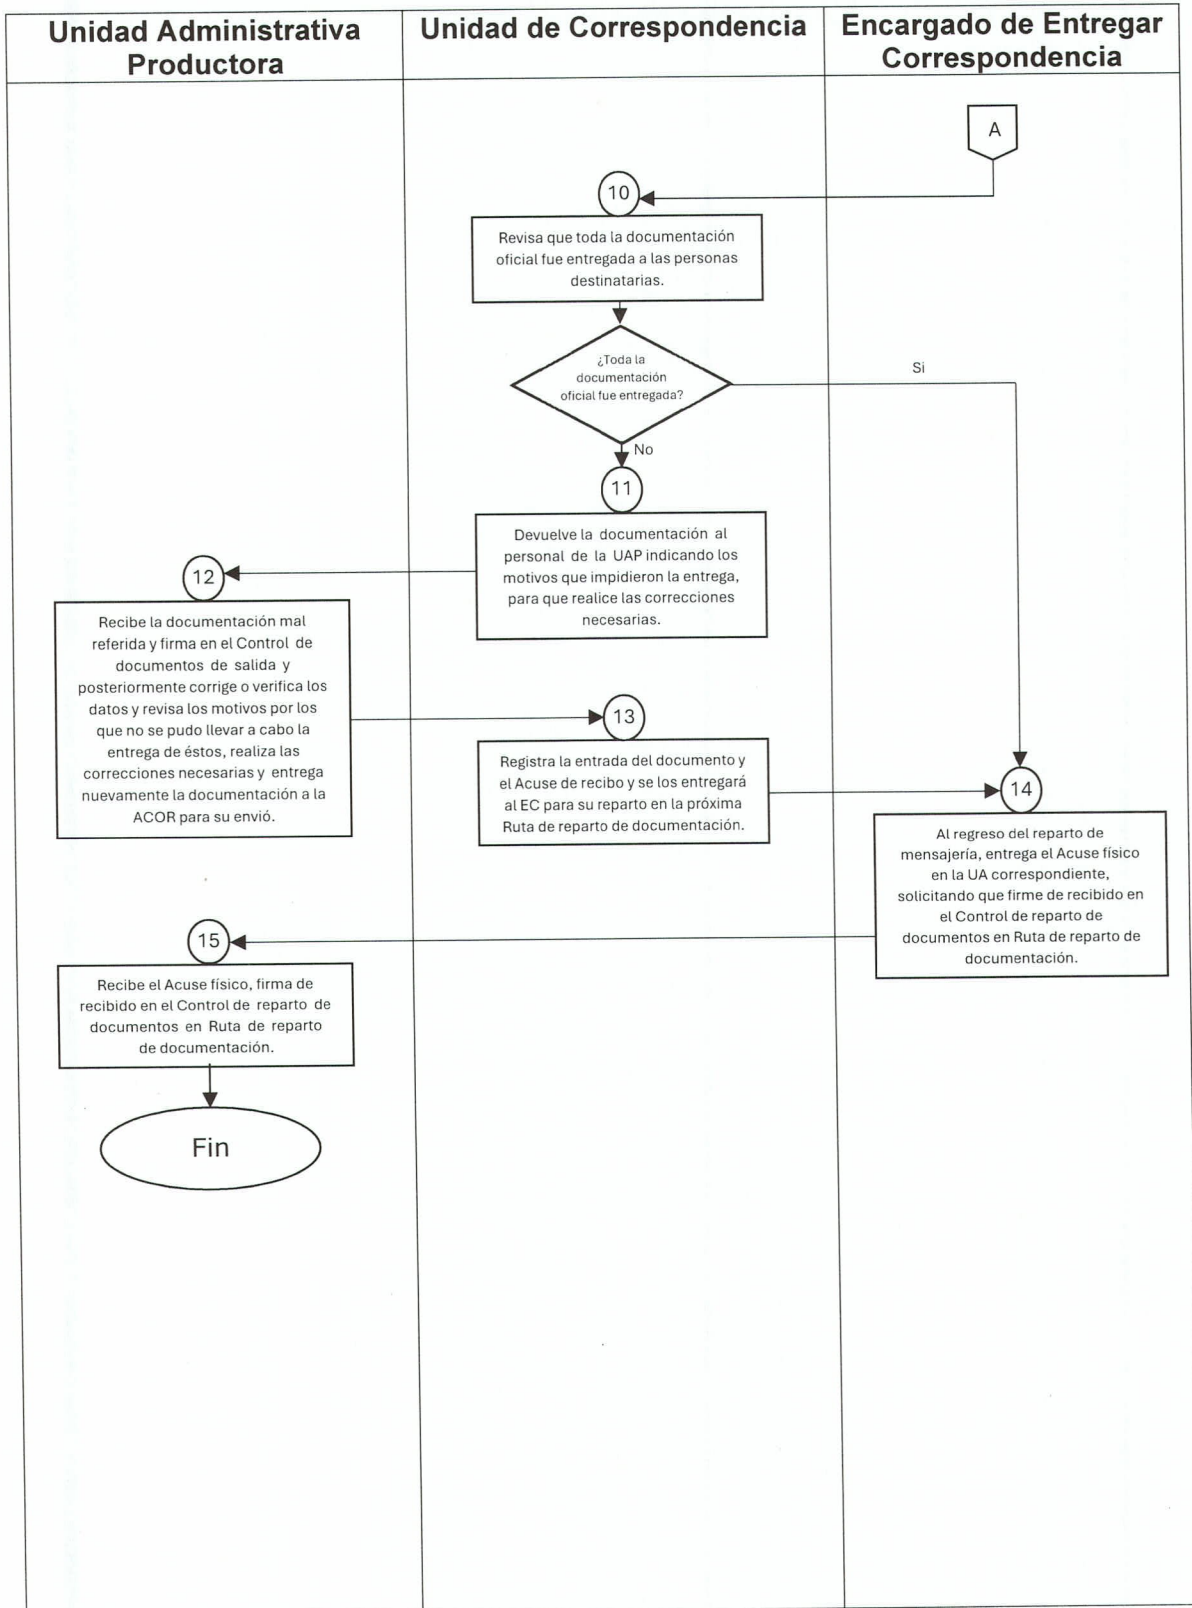 Unidad Administrativa
Productora
Unidad de Correspondencia
Encargado de Entregar
Correspondencia
A
10
Revisa que toda la documentación
oficial fue entregada a las personas
destinatarias.
¿Toda la
documentación
oficial fue entregada?
Si
No
11
Devuelve la documentación al
personal de la UAP indicando los
motivos que impidieron la entrega,
para que realice las correcciones
necesarias.
12
Recibe la documentación mal
referida y firma en el Control de
documentos de salida y
posteriormente corrige o verifica los
datos y revisa los motivos por los
que no se pudo llevar a cabo la
entrega de éstos, realiza las
correcciones necesarias y entrega
nuevamente la documentación a la
ACOR para su envió.
13
Registra la entrada del documento y
el Acuse de recibo y se los entregará
al EC para su reparto en la próxima
Ruta de reparto de documentación.
14
Al regreso del reparto de
mensajería, entrega el Acuse físico
en la UA correspondiente,
solicitando que firme de recibido en
el Control de reparto de
documentos en Ruta de reparto de
documentación.
15
Recibe el Acuse físico, firma de
recibido en el Control de reparto de
documentos en Ruta de reparto
de documentación.
Fin